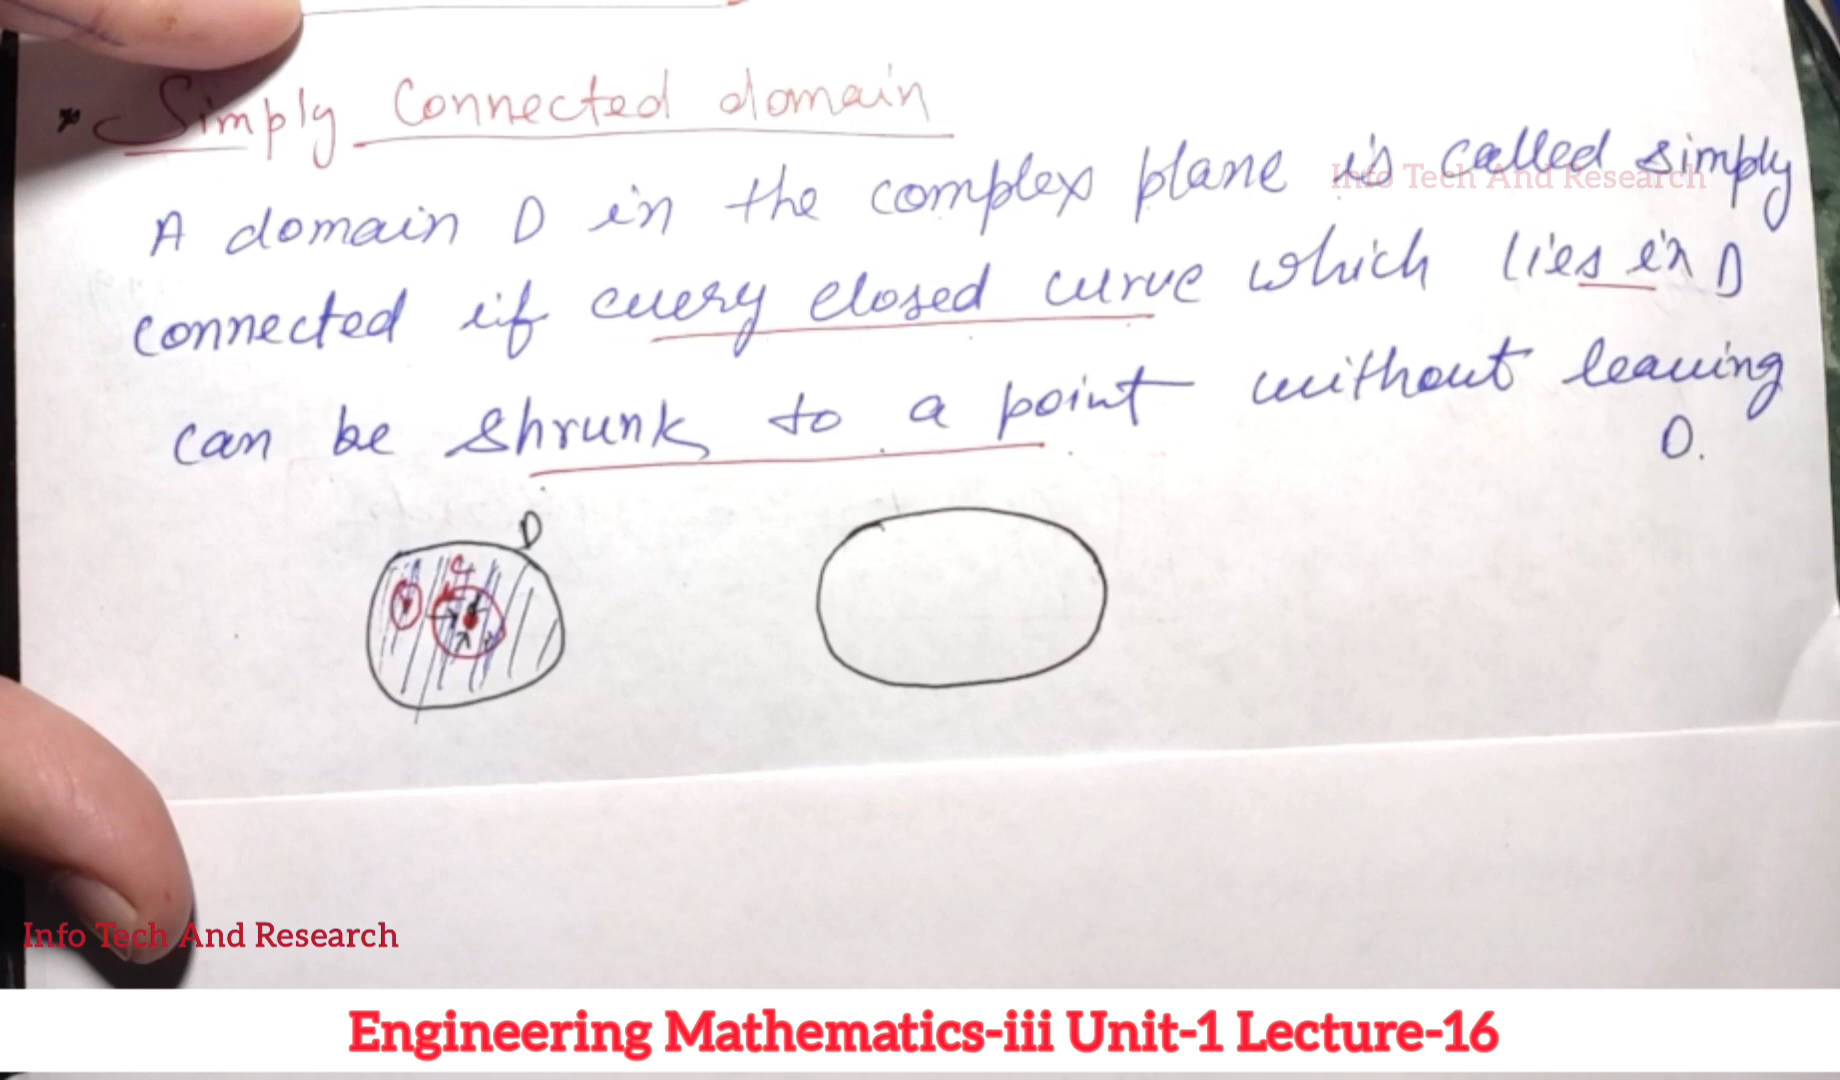 Simply Connected domain
A domain D in the complex plane is called simply
Info Tech And Research
connected if every closed curve which lies in D
can be shrunk to a point without leaving
D.
D
C
Info Tech And Research
Engineering Mathematics-iii Unit-1 Lecture-16